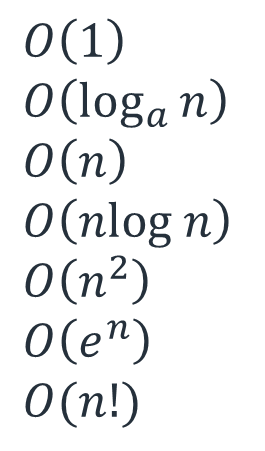 O(1)
O(logₐ n)
O(n)
O(nlog n)
O(n²)
O(eⁿ)
O(n!)